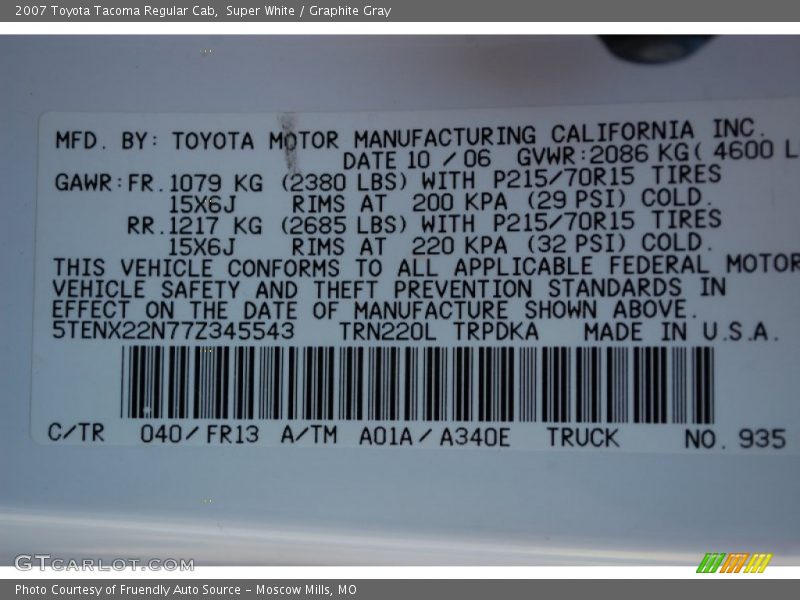 2007 Toyota Tacoma Regular Cab,  Super White / Graphite Gray
MFD. BY: TOYOTA MOTOR MANUFACTURING CALIFORNIA INC.
DATE 10 / 06 GVWR:2086 KG( 4600 L
GAWR:FR.1079 KG (2380 LBS) WITH P215/70R15 TIRES
15X6J RIMS AT 200 KPA (29 PSI) COLD.
RR.1217 KG (2685 LBS) WITH P215/70R15 TIRES
15X6J RIMS AT 220 KPA (32 PSI) COLD.
THIS VEHICLE CONFORMS TO ALL APPLICABLE FEDERAL MOTOR
VEHICLE SAFETY AND THEFT PREVENTION STANDARDS IN
EFFECT ON THE DATE OF MANUFACTURE SHOWN ABOVE.
5TENX22N77Z345543 TRN220L TRPDKA MADE IN U.S.A.
C/TR 040/FR13 A/TM A01A/A340E TRUCK NO. 935
GTCARLOT.COM
Photo Courtesy of Fruendly Auto Source – Moscow Mills, MO